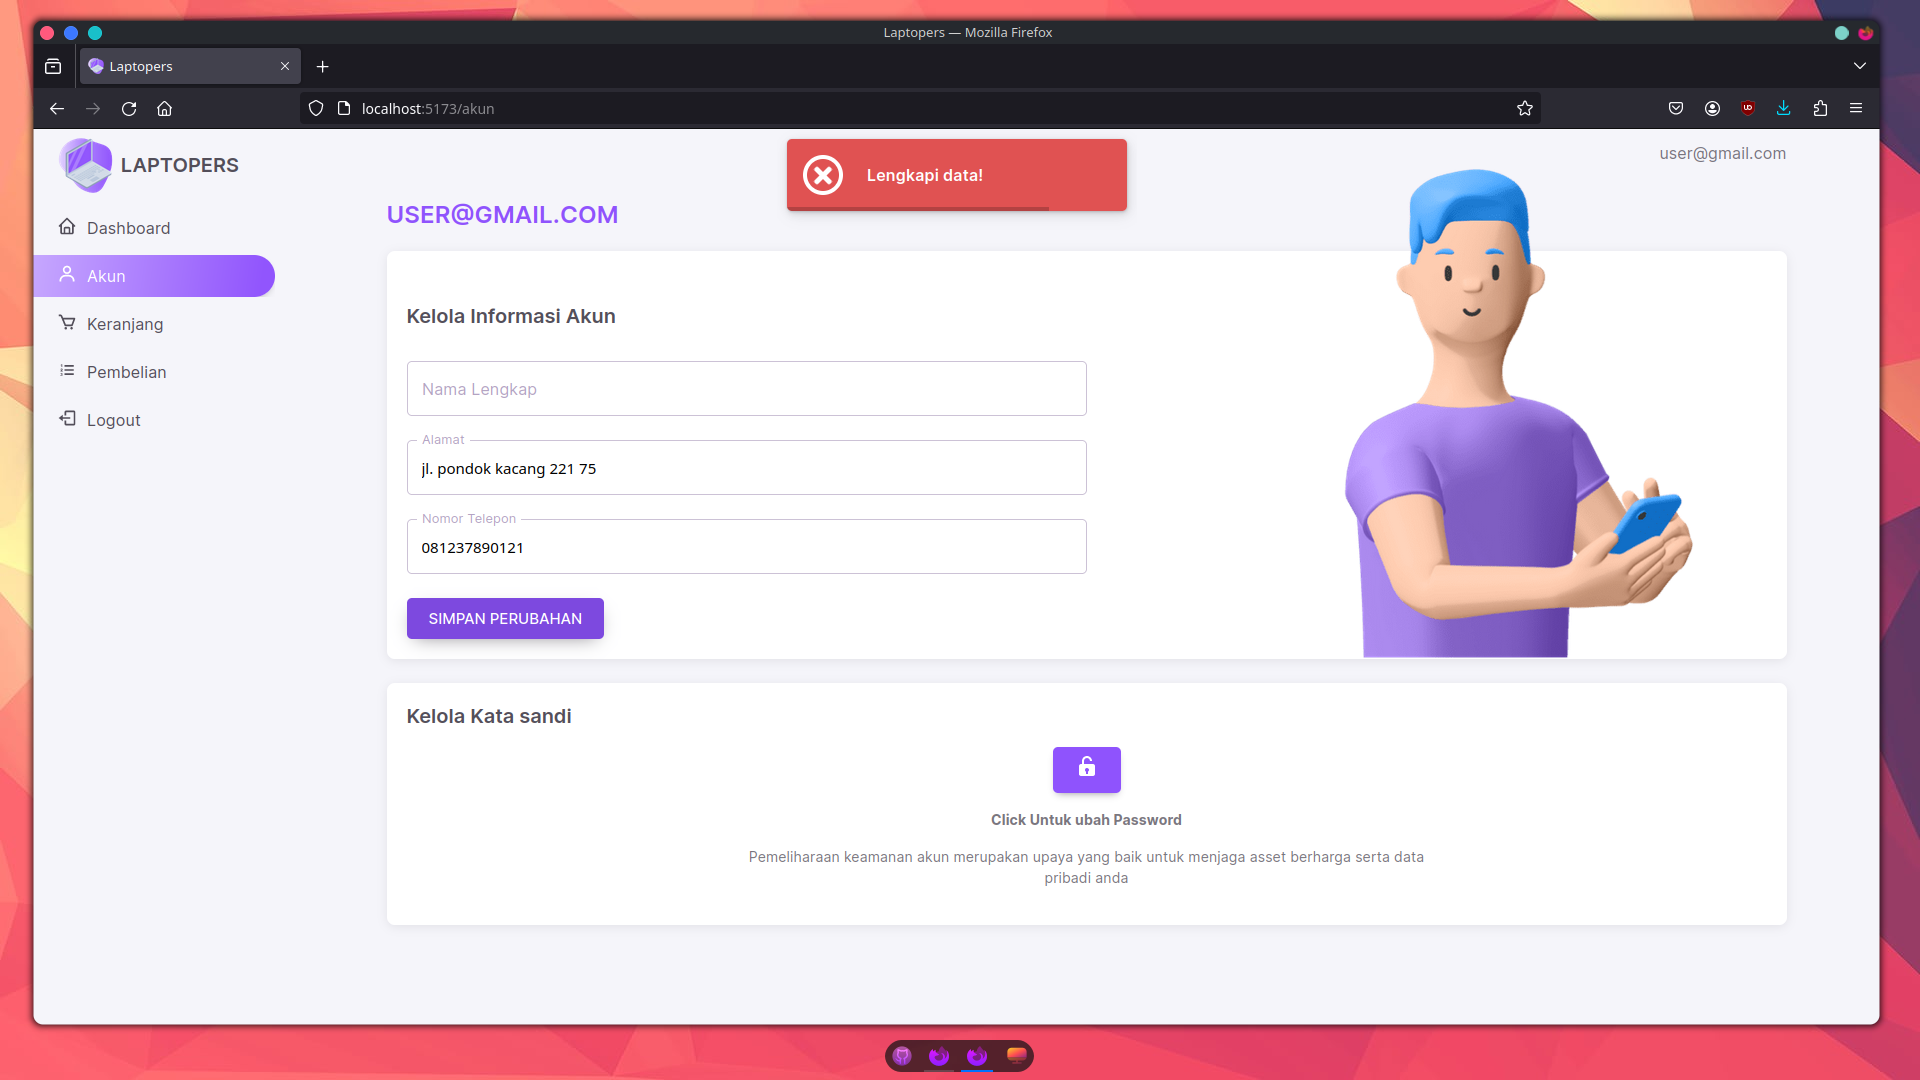 Laptopers — Mozilla Firefox
Laptopers
localhost:5173/akun
LAPTOPERS
Lengkapi data!
user@gmail.com
USER@GMAIL.COM
Dashboard
Akun
Keranjang
Pembelian
Logout
Kelola Informasi Akun
Nama Lengkap
Alamat
jl. pondok kacang 221 75
Nomor Telepon
081237890121
SIMPAN PERUBAHAN
Kelola Kata sandi
Click Untuk ubah Password
Pemeliharaan keamanan akun merupakan upaya yang baik untuk menjaga asset berharga serta data
pribadi anda